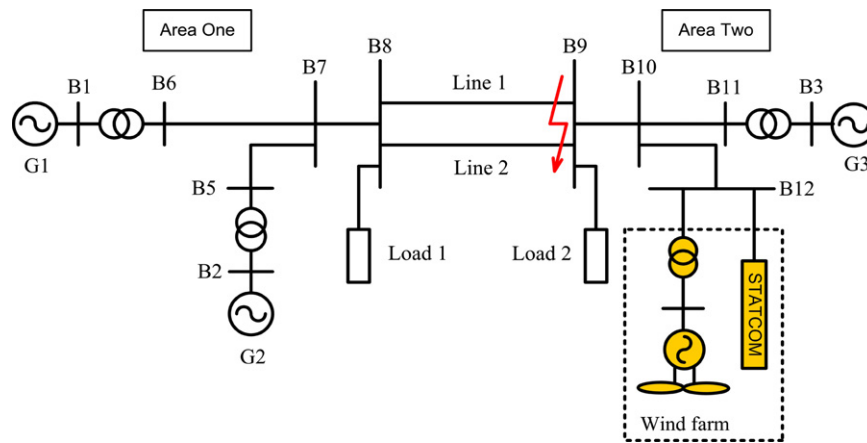 Area One
B8
B9
Area Two
B1
B6
B7
Line 1
B10
B11
B3
G1
B5
Line 2
G3
B12
Load 1
Load 2
B2
STATCOM
G2
Wind farm